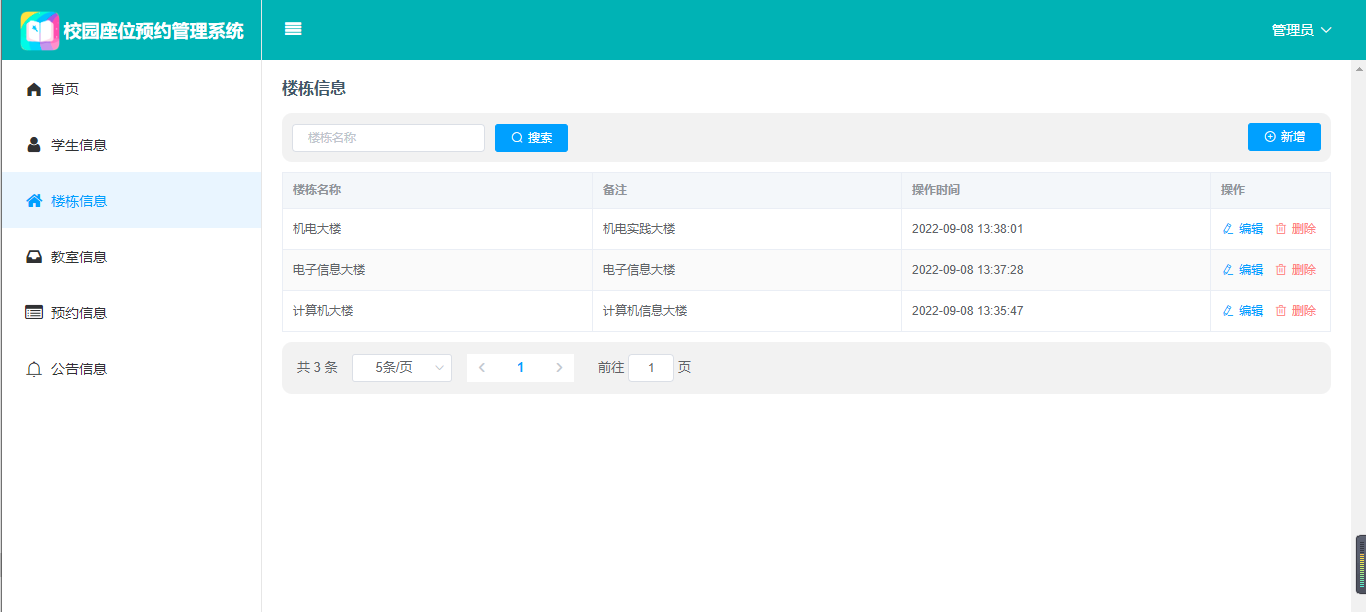 校园座位预约管理系统
管理员
首页
学生信息
楼栋信息
教室信息
预约信息
公告信息
楼栋信息
楼栋名称 搜索 新增
楼栋名称 备注 操作时间 操作
机电大楼 机电实践大楼 2022-09-08 13:38:01 编辑 删除
电子信息大楼 电子信息大楼 2022-09-08 13:37:28 编辑 删除
计算机大楼 计算机信息大楼 2022-09-08 13:35:47 编辑 删除
共 3 条 5条/页 1 前往 1 页